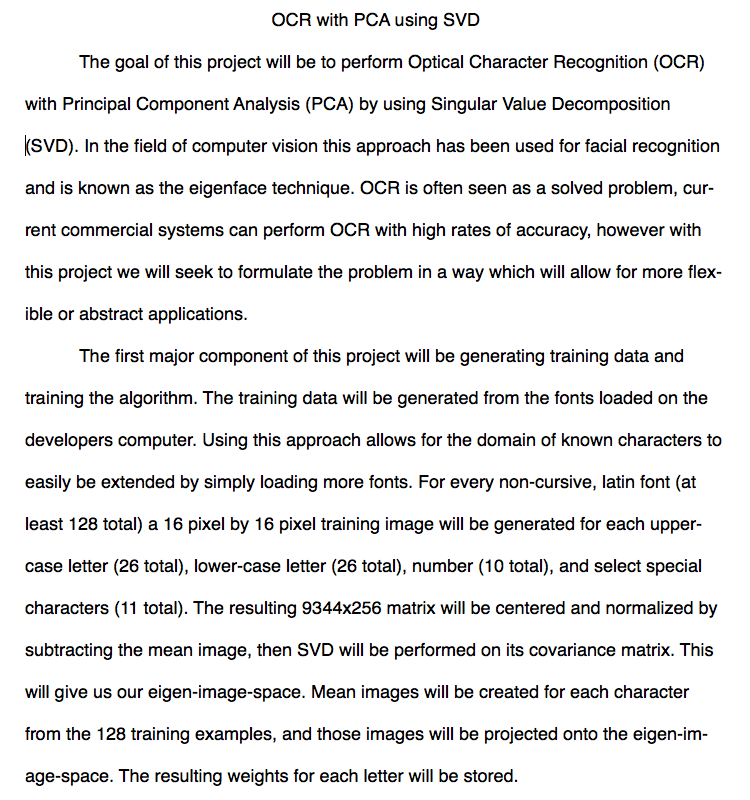 OCR with PCA using SVD
The goal of this project will be to perform Optical Character Recognition (OCR)
with Principal Component Analysis (PCA) by using Singular Value Decomposition
(SVD). In the field of computer vision this approach has been used for facial recognition
and is known as the eigenface technique. OCR is often seen as a solved problem, cur-
rent commercial systems can perform OCR with high rates of accuracy, however with
this project we will seek to formulate the problem in a way which will allow for more flex-
ible or abstract applications.
The first major component of this project will be generating training data and
training the algorithm. The training data will be generated from the fonts loaded on the
developers computer. Using this approach allows for the domain of known characters to
easily be extended by simply loading more fonts. For every non-cursive, latin font (at
least 128 total) a 16 pixel by 16 pixel training image will be generated for each upper-
case letter (26 total), lower-case letter (26 total), number (10 total), and select special
characters (11 total). The resulting 9344x256 matrix will be centered and normalized by
subtracting the mean image, then SVD will be performed on its covariance matrix. This
will give us our eigen-image-space. Mean images will be created for each character
from the 128 training examples, and those images will be projected onto the eigen-im-
age-space. The resulting weights for each letter will be stored.